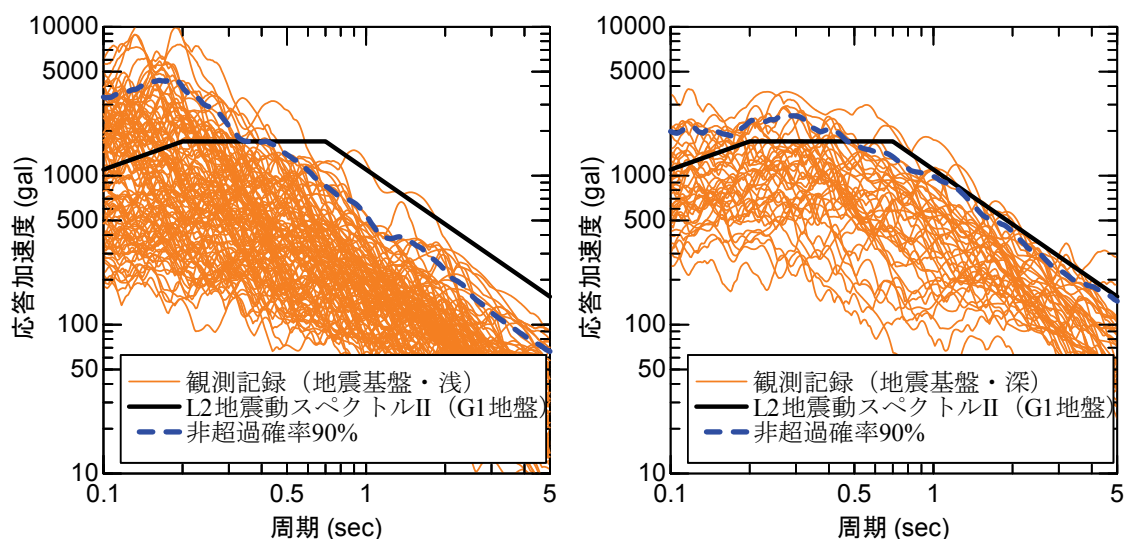 10000
5000
1000
500
100
50
10
0.1
0.5
1
5
応答加速度 (gal)
周期 (sec)
観測記録（地震基盤・浅）
L2地震動スペクトルII（G1地盤）
非超過確率90%
10000
5000
1000
500
100
50
10
0.1
0.5
1
5
応答加速度 (gal)
周期 (sec)
観測記録（地震基盤・深）
L2地震動スペクトルII（G1地盤）
非超過確率90%